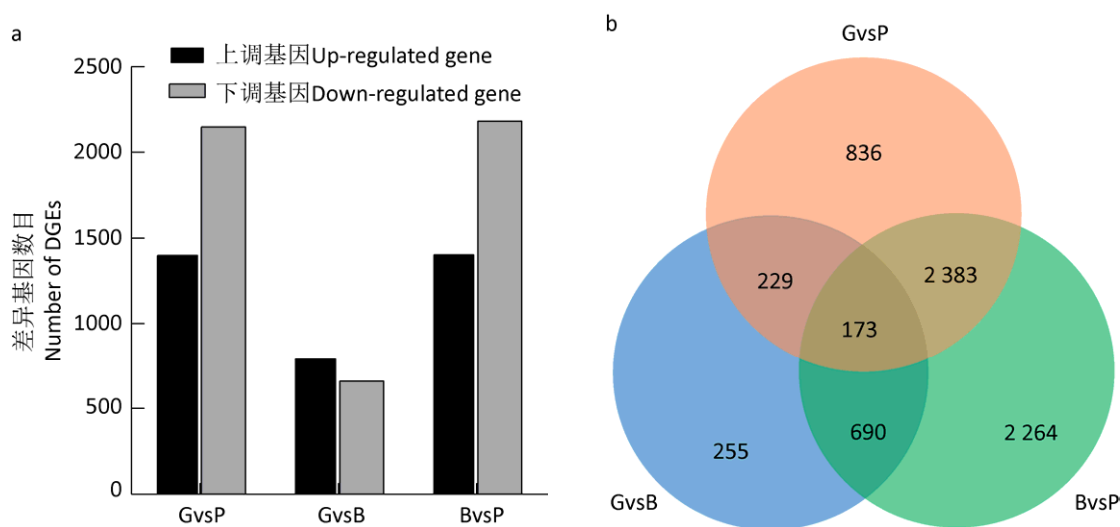 a
上调基因Up-regulated gene
下调基因Down-regulated gene
差异基因数目
Number of DGEs
2500
2000
1500
1000
500
0
GvsP
GvsB
BvsP
b
GvsP
836
229
2 383
173
255
690
2 264
GvsB
BvsP